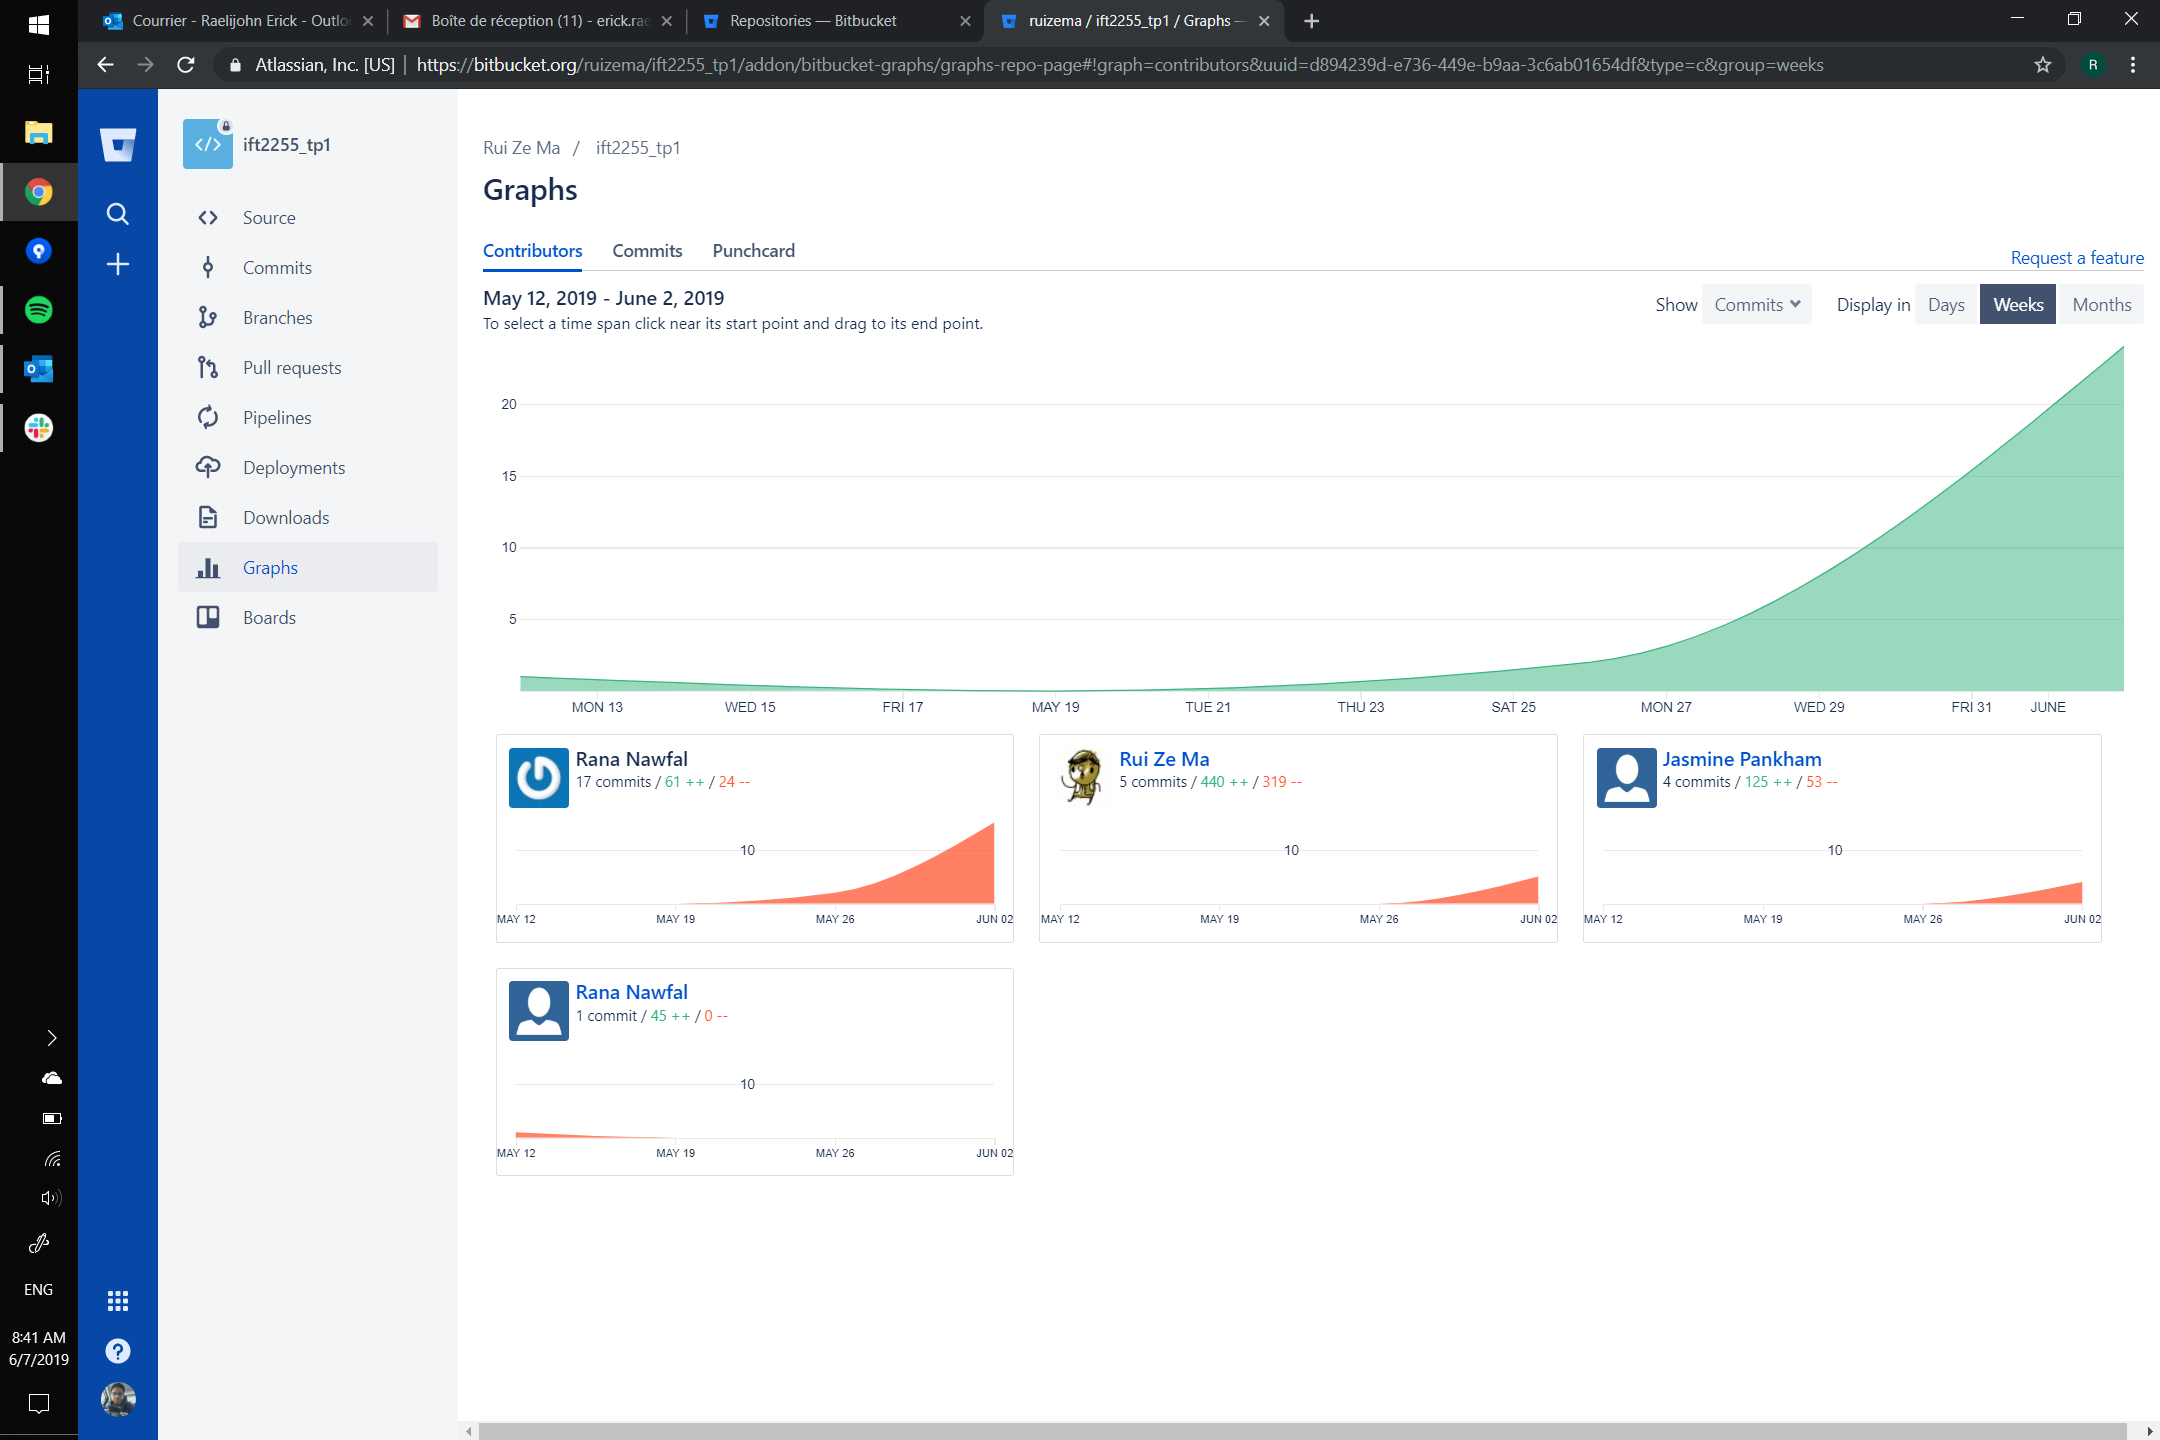 Courrier - Raelijohn Erick - Outlo
Boîte de réception (11) - erick.rae
Repositories — Bitbucket
ruizema / ift2255_tp1 / Graphs —
Atlassian, Inc. [US] | https://bitbucket.org/ruizema/ift2255_tp1/addon/bitbucket-graphs/graphs-repo-page#!graph=contributors&uuid=d894239d-e736-449e-b9aa-3c6ab01654df&type=c&group=weeks
R
ift2255_tp1
Source
Commits
Branches
Pull requests
Pipelines
Deployments
Downloads
Graphs
Boards
Rui Ze Ma / ift2255_tp1
Graphs
Contributors Commits Punchcard
Request a feature
May 12, 2019 - June 2, 2019
To select a time span click near its start point and drag to its end point.
Show Commits Display in Days Weeks Months
20
15
10
5
MON 13 WED 15 FRI 17 MAY 19 TUE 21 THU 23 SAT 25 MON 27 WED 29 FRI 31 JUNE
Rana Nawfal
17 commits / 61 ++ / 24 --
10
MAY 12 MAY 19 MAY 26 JUN 02
Rui Ze Ma
5 commits / 440 ++ / 319 --
10
MAY 12 MAY 19 MAY 26 JUN 02
Jasmine Pankham
4 commits / 125 ++ / 53 --
10
MAY 12 MAY 19 MAY 26 JUN 02
Rana Nawfal
1 commit / 45 ++ / 0 --
10
MAY 12 MAY 19 MAY 26 JUN 02
ENG
8:41 AM
6/7/2019